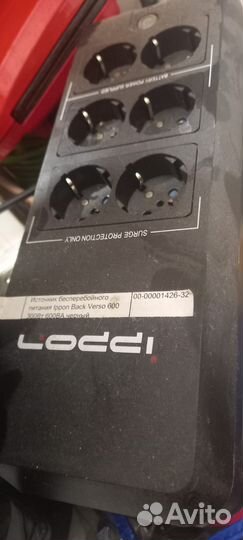 BATTERY POWER SUPPLIED
SURGE PROTECTION ONLY
Источник бесперебойного
питания Ippon Back Verso 600
360Вт 600ВА черный
00-00001426-32
ippon
Avito